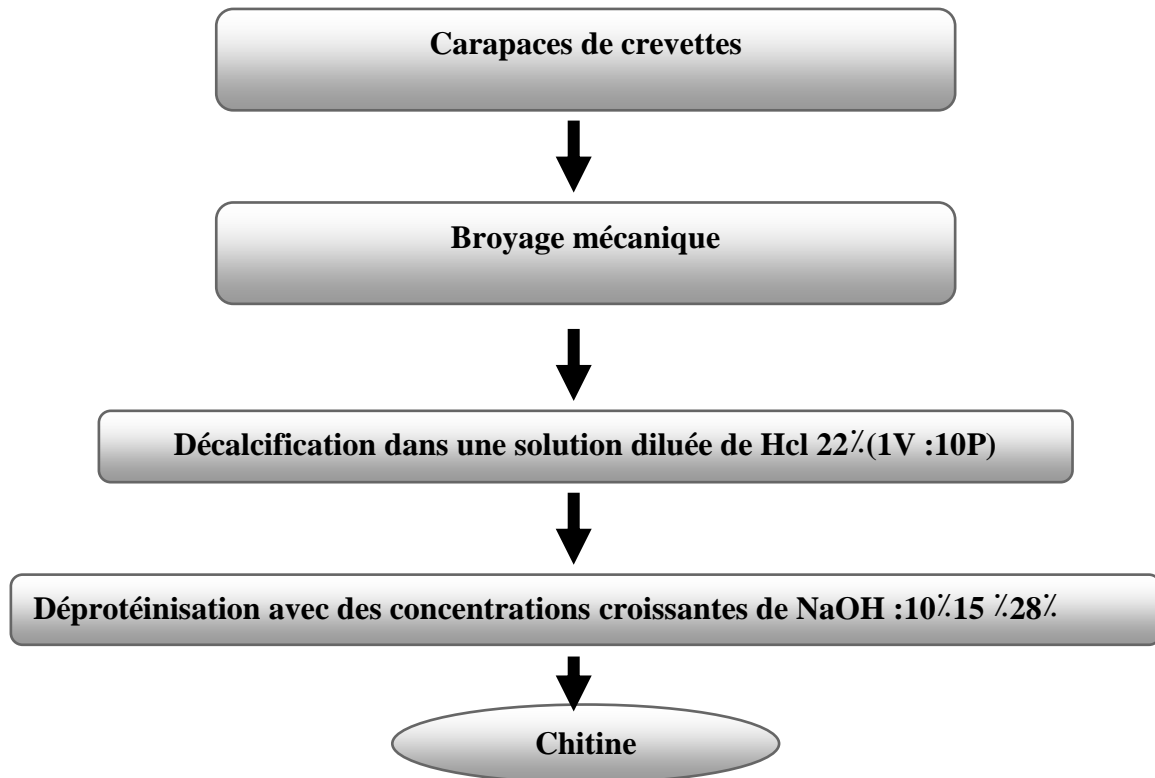 Carapaces de crevettes
Broyage mécanique
Décalcification dans une solution diluée de Hcl 22٪(1V :10P)
Déprotéinisation avec des concentrations croissantes de NaOH :10٪15 ٪28٪
Chitine